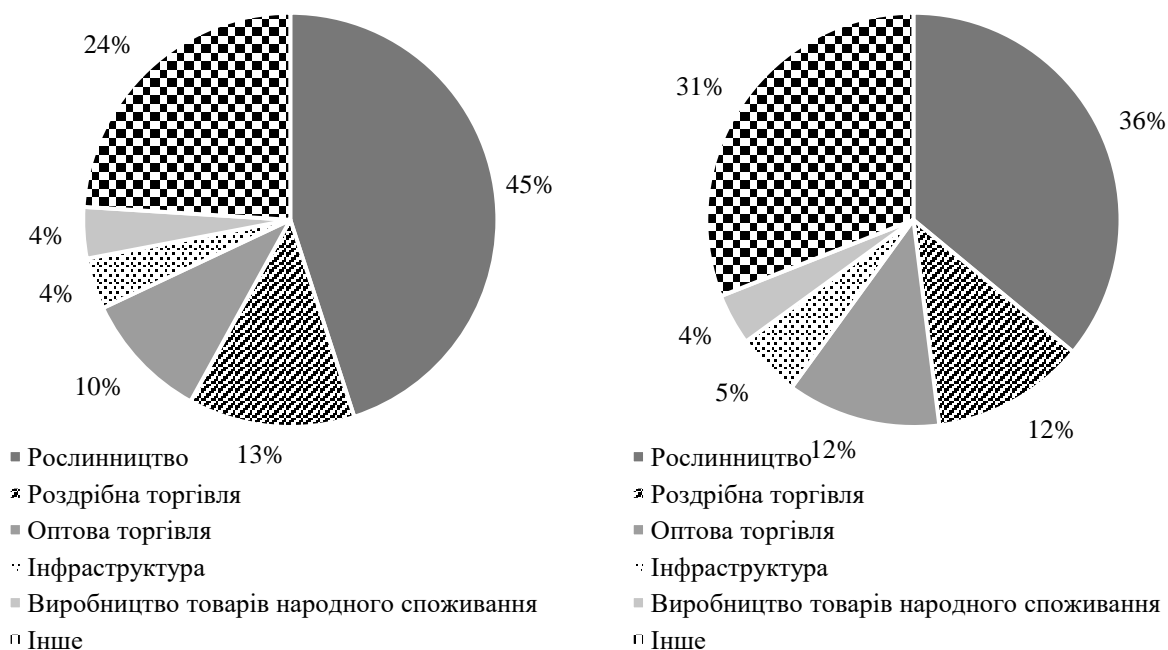 24%
45%
4%
4%
10%
13%
Рослинництво
Роздрібна торгівля
Оптова торгівля
Інфраструктура
Виробництво товарів народного споживання
Інше
31%
36%
4%
5%
12%
12%
Рослинництво
Роздрібна торгівля
Оптова торгівля
Інфраструктура
Виробництво товарів народного споживання
Інше